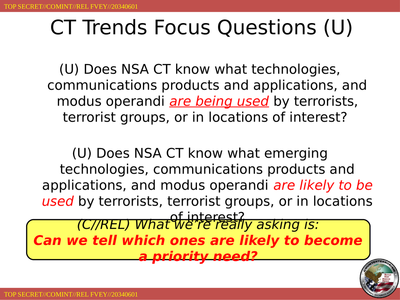 TOP SECRET//COMINT//REL FVEY//20340601
CT Trends Focus Questions (U)
(U) Does NSA CT know what technologies,
communications products and applications, and
modus operandi are being used by terrorists,
terrorist groups, or in locations of interest?
(U) Does NSA CT know what emerging
technologies, communications products and
applications, and modus operandi are likely to be
used by terrorists, terrorist groups, or in locations
of interest?
(C//REL) What we're really asking is:
Can we tell which ones are likely to become
a priority need?
TOP SECRET//COMINT//REL FVEY//20340601